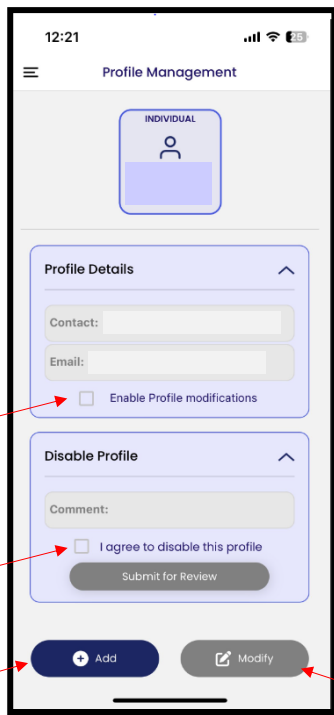 12:21
25
Profile Management
INDIVIDUAL
Profile Details
Contact:
Email:
Enable Profile modifications
Disable Profile
Comment:
I agree to disable this profile
Submit for Review
Add
Modify